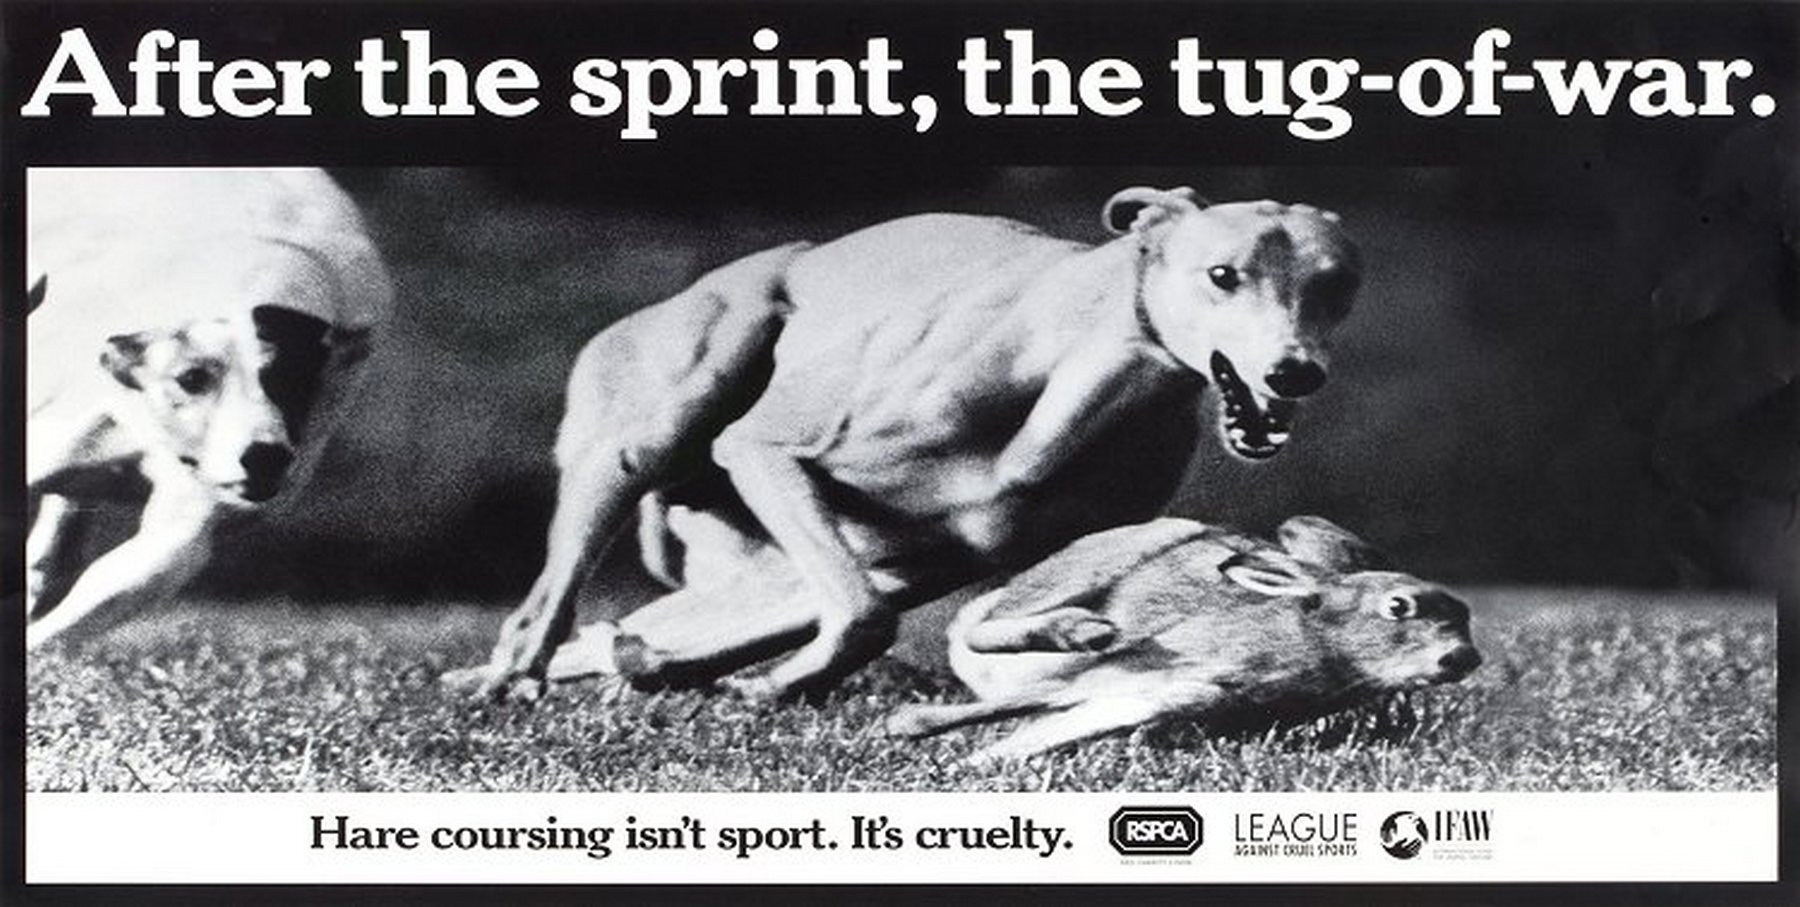 After the sprint, the tug-of-war.
Hare coursing isn't sport. It's cruelty.
RSPCA
LEAGUE
AGAINST CRUEL SPORTS
IFAW